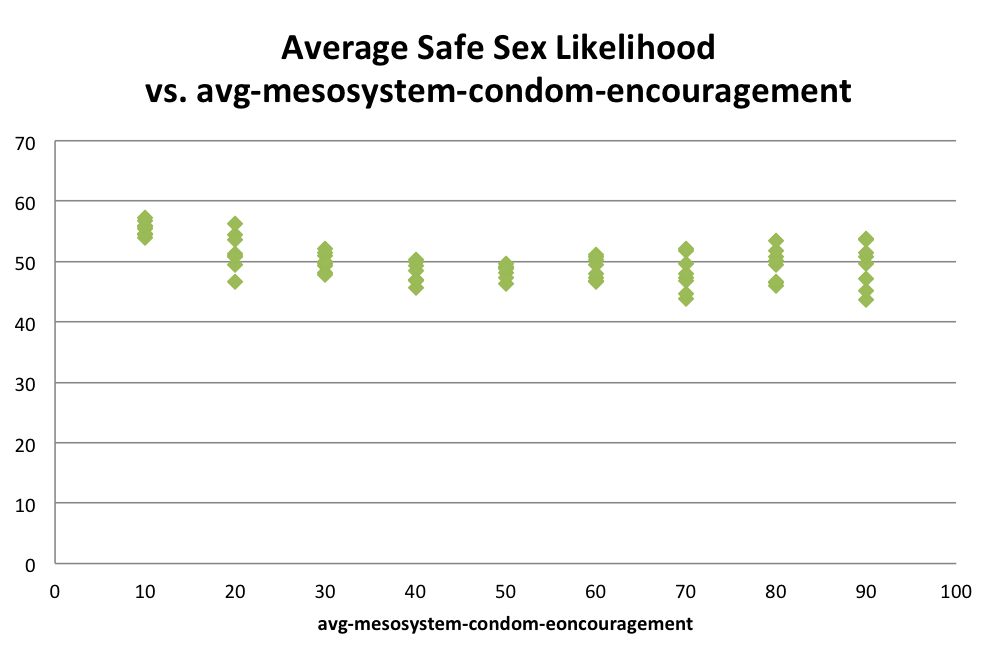 Average Safe Sex Likelihood
vs. avg-mesosystem-condom-encouragement
70
60
50
40
30
20
10
0
0 10 20 30 40 50 60 70 80 90 100
avg-mesosystem-condom-eoncouragement